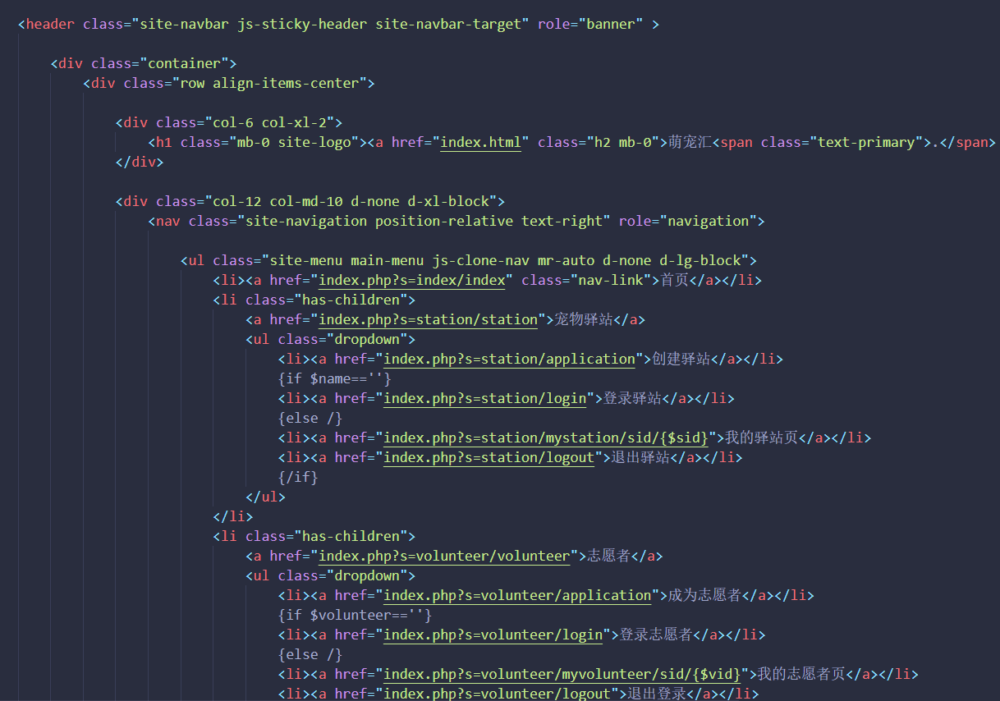 <header class="site-navbar js-sticky-header site-navbar-target" role="banner" >
<div class="container">
<div class="row align-items-center">
<div class="col-6 col-xl-2">
<h1 class="mb-0 site-logo"><a href="index.html" class="h2 mb-0">萌宠汇<span class="text-primary">.</span>
</div>
<div class="col-12 col-md-10 d-none d-xl-block">
<nav class="site-navigation position-relative text-right" role="navigation">
<ul class="site-menu main-menu js-clone-nav mr-auto d-none d-lg-block">
<li><a href="index.php?s=index/index" class="nav-link">首页</a></li>
<li class="has-children">
<a href="index.php?s=station/station">宠物驿站</a>
<ul class="dropdown">
<li><a href="index.php?s=station/application">创建驿站</a></li>
{if $name==''}
<li><a href="index.php?s=station/login">登录驿站</a></li>
{else /}
<li><a href="index.php?s=station/mystation/sid/{$sid}">我的驿站页</a></li>
<li><a href="index.php?s=station/logout">退出驿站</a></li>
{/if}
</ul>
</li>
<li class="has-children">
<a href="index.php?s=volunteer/volunteer">志愿者</a>
<ul class="dropdown">
<li><a href="index.php?s=volunteer/application">成为志愿者</a></li>
{if $volunteer==''}
<li><a href="index.php?s=volunteer/login">登录志愿者</a></li>
{else /}
<li><a href="index.php?s=volunteer/myvolunteer/sid/{$vid}">我的志愿者页</a></li>
<li><a href="index.php?s=volunteer/logout">退出登录</a></li>